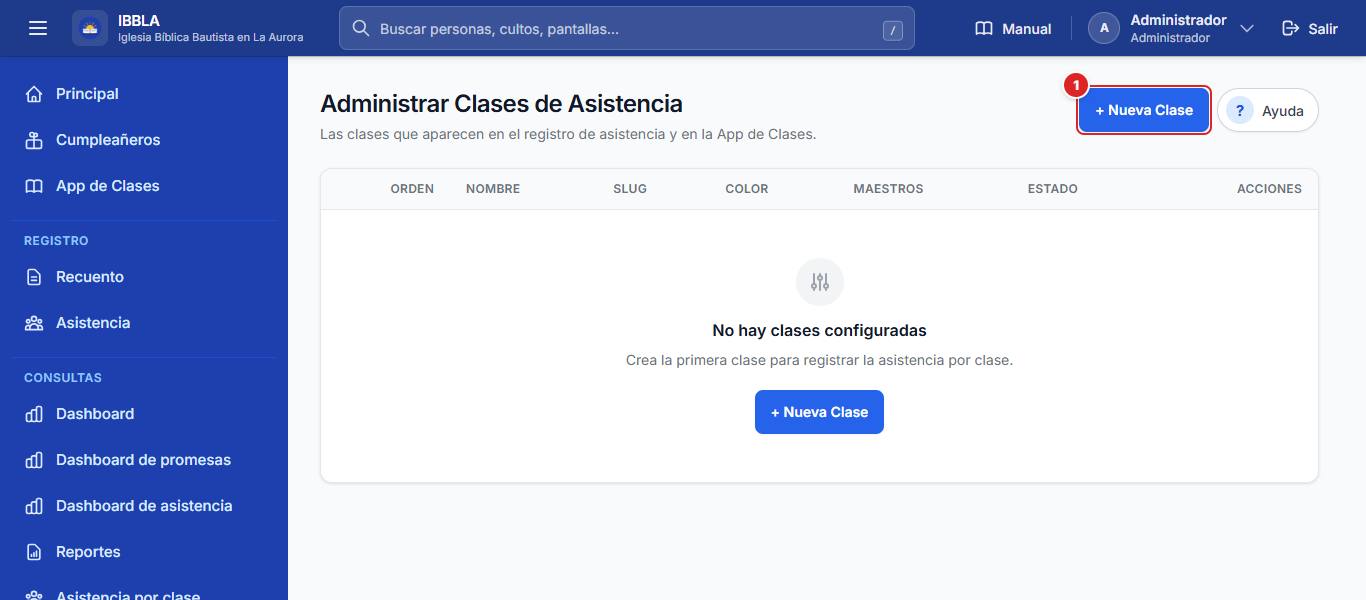 IBBLA
Iglesia Bíblica Bautista en La Aurora
Buscar personas, cultos, pantallas...
/
Manual
A
Administrador
Administrador
Salir
Principal
Cumpleañeros
App de Clases
REGISTRO
Recuento
Asistencia
CONSULTAS
Dashboard
Dashboard de promesas
Dashboard de asistencia
Reportes
Asistencia por clase
Administrar Clases de Asistencia
Las clases que aparecen en el registro de asistencia y en la App de Clases.
1
+ Nueva Clase
? Ayuda
ORDEN NOMBRE SLUG COLOR MAESTROS ESTADO ACCIONES
No hay clases configuradas
Crea la primera clase para registrar la asistencia por clase.
+ Nueva Clase